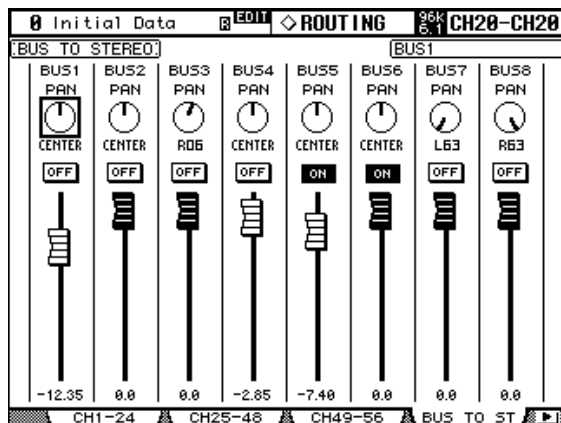 0 Initial Data B EDIT ◇ROUTING 96k 6.1 CH20-CH20
BUS TO STEREO BUS1
BUS1 BUS2 BUS3 BUS4 BUS5 BUS6 BUS7 BUS8
PAN PAN PAN PAN PAN PAN PAN PAN
CENTER CENTER R06 CENTER CENTER CENTER L63 R63
OFF OFF OFF OFF ON ON OFF OFF
-12.35 0.0 0.0 -2.85 -7.40 0.0 0.0 0.0
CH1-24 CH25-48 CH49-56 BUS TO ST